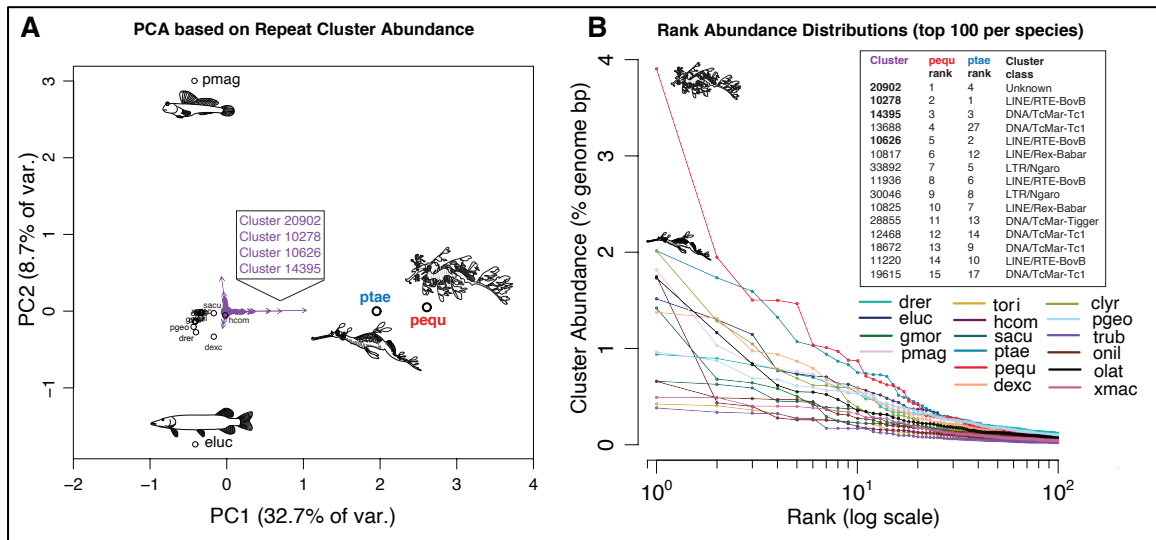 A
PCA based on Repeat Cluster Abundance
3
2
1
0
−1
PC2 (8.7% of var.)
pmag
Cluster 20902
Cluster 10278
Cluster 10626
Cluster 14395
sacu
hcom
pgeo
drer
dexc
eluc
ptae
pequ
−2 −1 0 1 2 3 4
PC1 (32.7% of var.)
B
Rank Abundance Distributions (top 100 per species)
4
3
2
1
0
Cluster Abundance (% genome bp)
Cluster pequ rank ptae rank Cluster class
20902 1 4 Unknown
10278 2 1 LINE/RTE-BovB
14395 3 3 DNA/TcMar-Tc1
13688 4 27 DNA/TcMar-Tc1
10626 5 2 LINE/RTE-BovB
10817 6 12 LINE/Rex-Babar
33892 7 5 LTR/Ngaro
11936 8 6 LINE/RTE-BovB
30046 9 8 LTR/Ngaro
10825 10 7 LINE/Rex-Babar
28855 11 13 DNA/TcMar-Tigger
12468 12 14 DNA/TcMar-Tc1
18672 13 9 DNA/TcMar-Tc1
11220 14 10 LINE/RTE-BovB
19615 15 17 DNA/TcMar-Tc1
drer
eluc
gmor
pmag
tori
hcom
sacu
ptae
pequ
dexc
clyr
pgeo
trub
onil
olat
xmac
10⁰ 10¹ 10²
Rank (log scale)